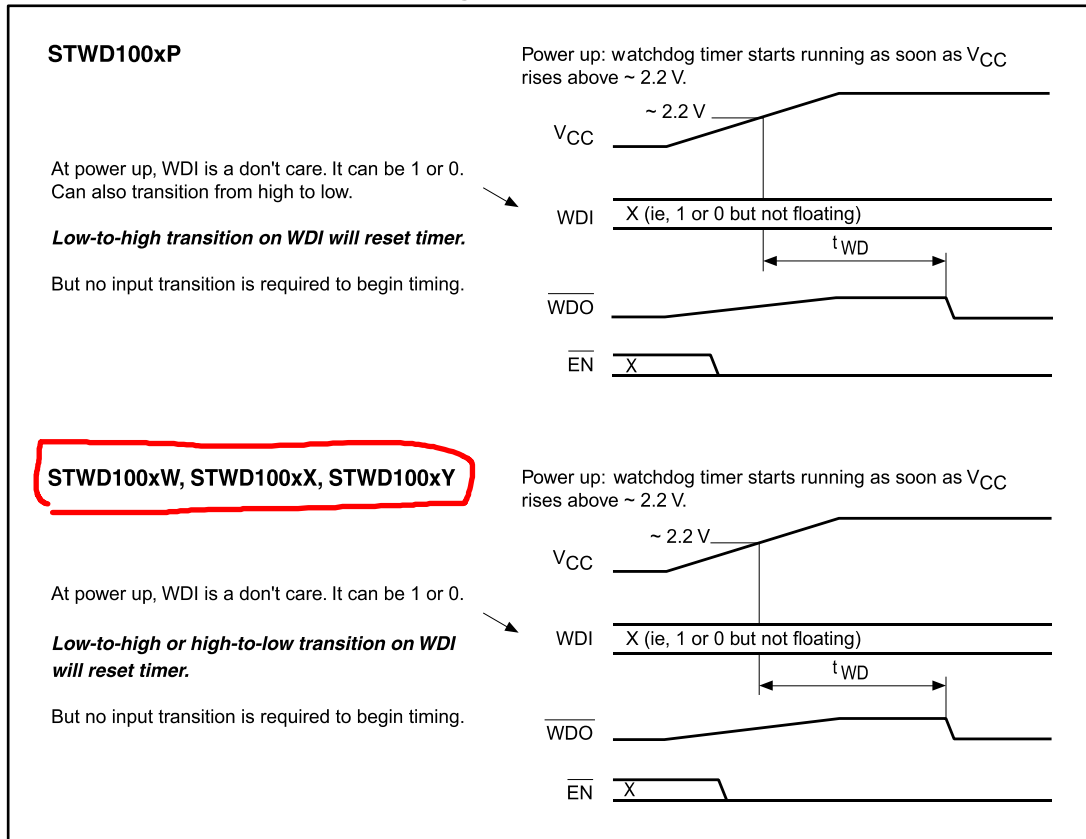 STWD100xP
Power up: watchdog timer starts running as soon as VCC
rises above ~ 2.2 V.
~ 2.2 V
VCC
At power up, WDI is a don't care. It can be 1 or 0.
Can also transition from high to low.
WDI
X (ie, 1 or 0 but not floating)
Low-to-high transition on WDI will reset timer.
tWD
But no input transition is required to begin timing.
WDO
EN
X
STWD100xW, STWD100xX, STWD100xY
Power up: watchdog timer starts running as soon as VCC
rises above ~ 2.2 V.
~ 2.2 V
VCC
At power up, WDI is a don't care. It can be 1 or 0.
WDI
X (ie, 1 or 0 but not floating)
Low-to-high or high-to-low transition on WDI
will reset timer.
tWD
But no input transition is required to begin timing.
WDO
EN
X